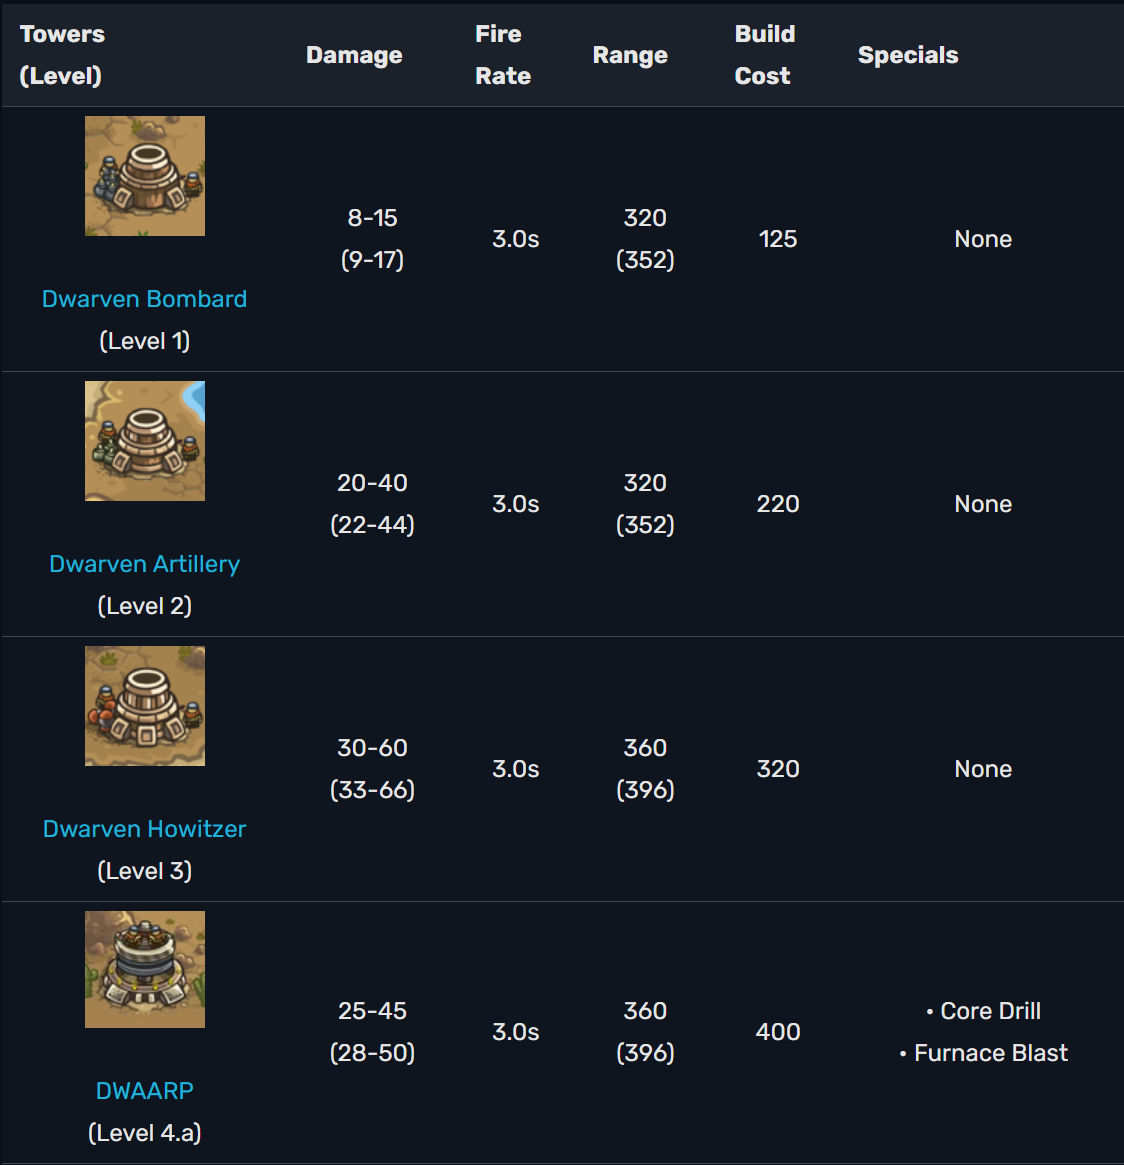 Towers
(Level)
Damage
Fire
Rate
Range
Build
Cost
Specials
Dwarven Bombard
(Level 1)
8-15
(9-17)
3.0s
320
(352)
125
None
Dwarven Artillery
(Level 2)
20-40
(22-44)
3.0s
320
(352)
220
None
Dwarven Howitzer
(Level 3)
30-60
(33-66)
3.0s
360
(396)
320
None
DWAARP
(Level 4.a)
25-45
(28-50)
3.0s
360
(396)
400
• Core Drill
• Furnace Blast